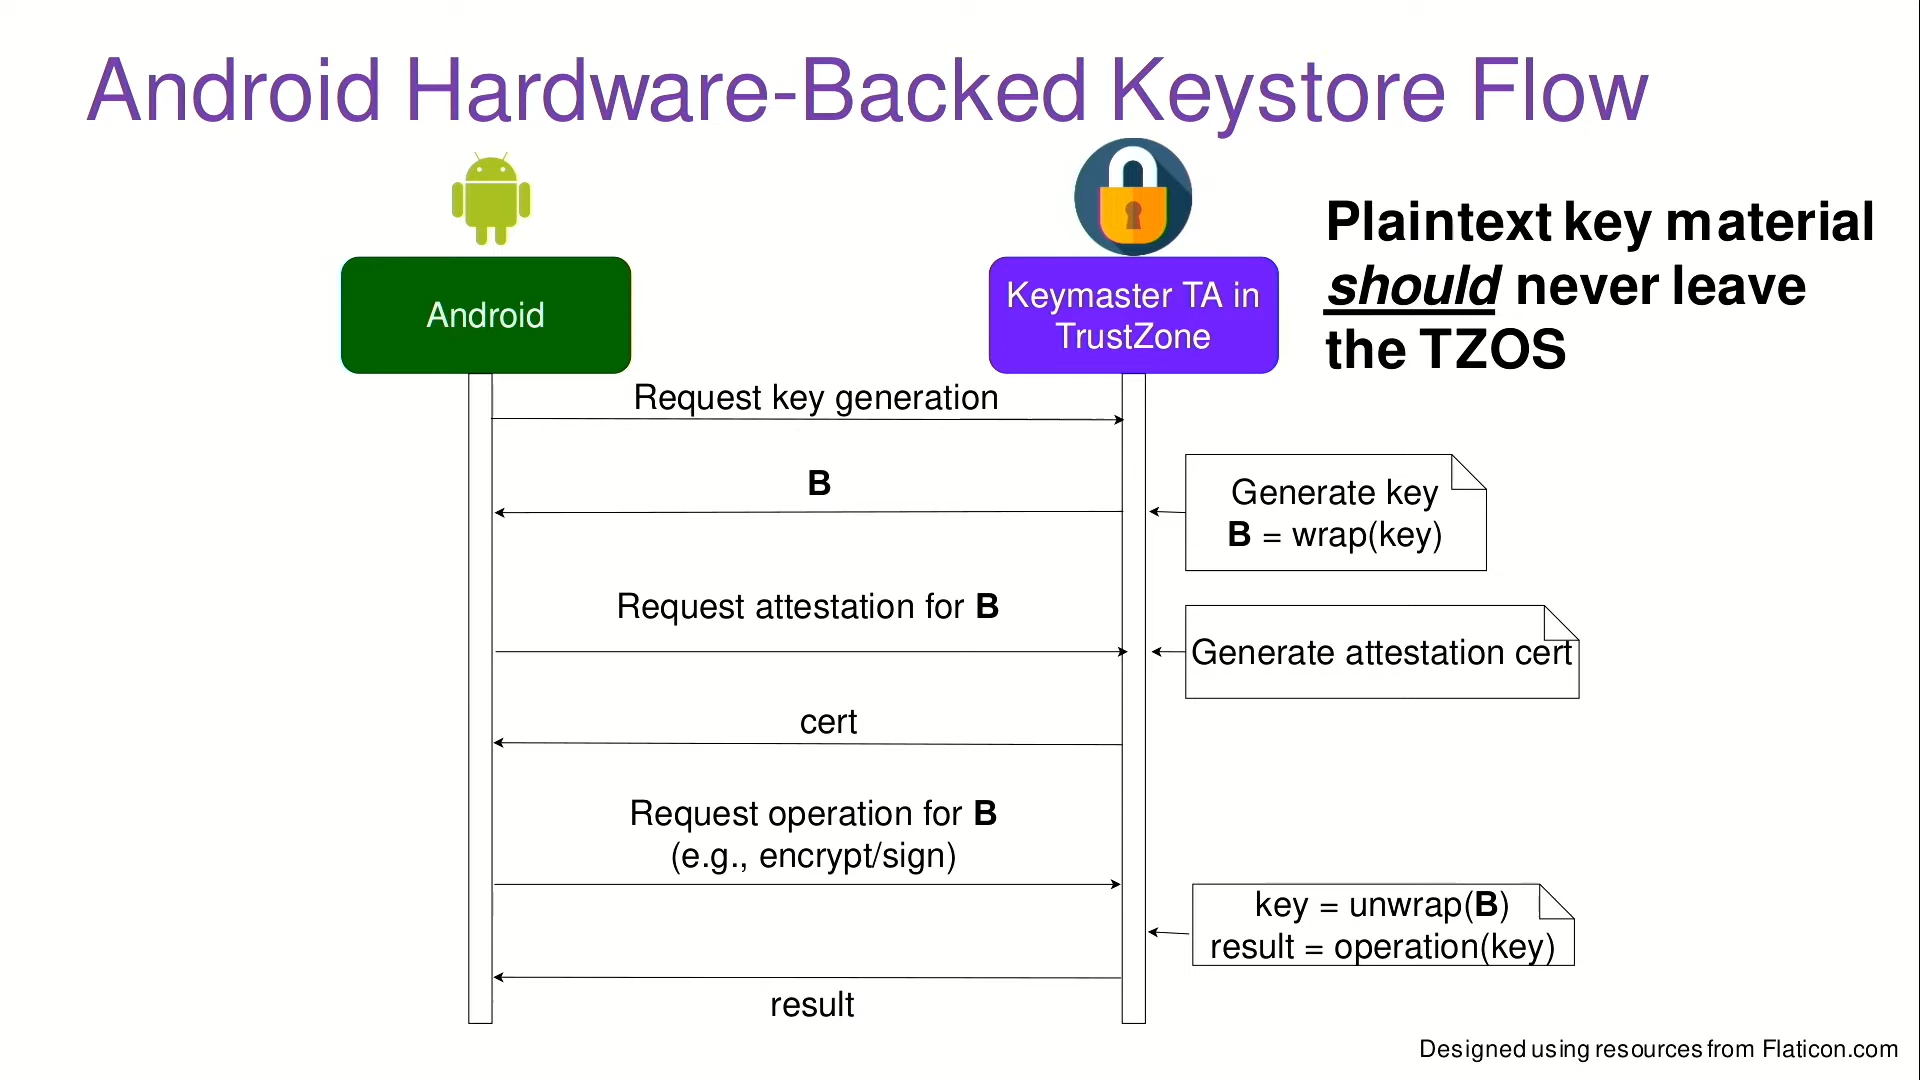 Android Hardware-Backed Keystore Flow
Plaintext key material
should never leave
the TZOS
Android
Keymaster TA in
TrustZone
Request key generation
B
Generate key
B = wrap(key)
Request attestation for B
Generate attestation cert
cert
Request operation for B
(e.g., encrypt/sign)
key = unwrap(B)
result = operation(key)
result
Designed using resources from Flaticon.com